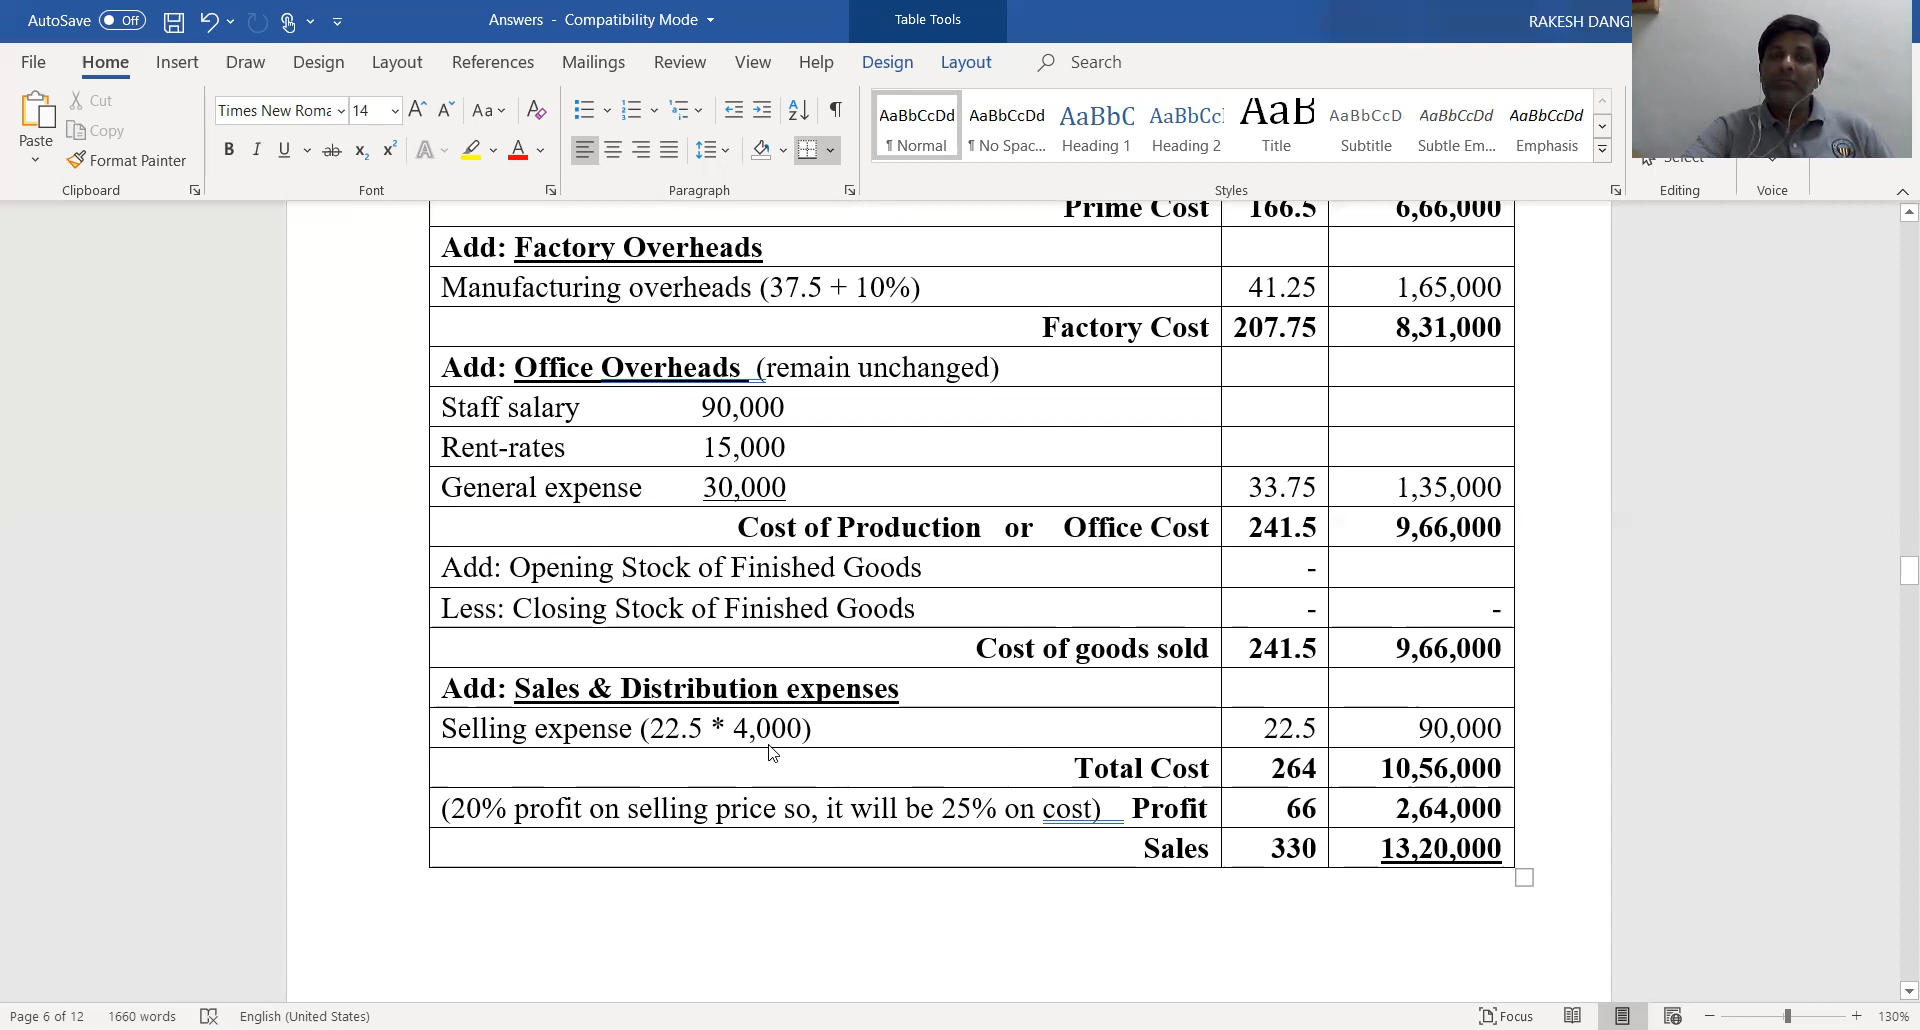 AutoSave Off Answers - Compatibility Mode Table Tools RAKESH DANG
File Home Insert Draw Design Layout References Mailings Review View Help Design Layout Search
Paste
Cut
Copy
Format Painter
Clipboard
Times New Roma 14
Font
Paragraph
AaBbCcDd AaBbCcDd AaBbC AaBbCc AaB AaBbCcD AaBbCcDd AaBbCcDd
¶ Normal ¶ No Spac... Heading 1 Heading 2 Title Subtitle Subtle Em... Emphasis
Styles
Select
Editing
Voice
Prime Cost 166.5 6,66,000
Add: Factory Overheads
Manufacturing overheads (37.5 + 10%) 41.25 1,65,000
Factory Cost 207.75 8,31,000
Add: Office Overheads (remain unchanged)
Staff salary 90,000
Rent-rates 15,000
General expense 30,000 33.75 1,35,000
Cost of Production or Office Cost 241.5 9,66,000
Add: Opening Stock of Finished Goods -
Less: Closing Stock of Finished Goods - -
Cost of goods sold 241.5 9,66,000
Add: Sales & Distribution expenses
Selling expense (22.5 * 4,000) 22.5 90,000
Total Cost 264 10,56,000
(20% profit on selling price so, it will be 25% on cost) Profit 66 2,64,000
Sales 330 13,20,000
Page 6 of 12 1660 words English (United States) Focus 130%